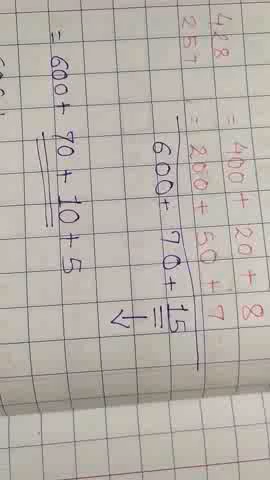 428 = 400 + 20 + 8
257 = 200 + 50 + 7
600 + 70 + 15
↓
= 600 + 70 + 10 + 5